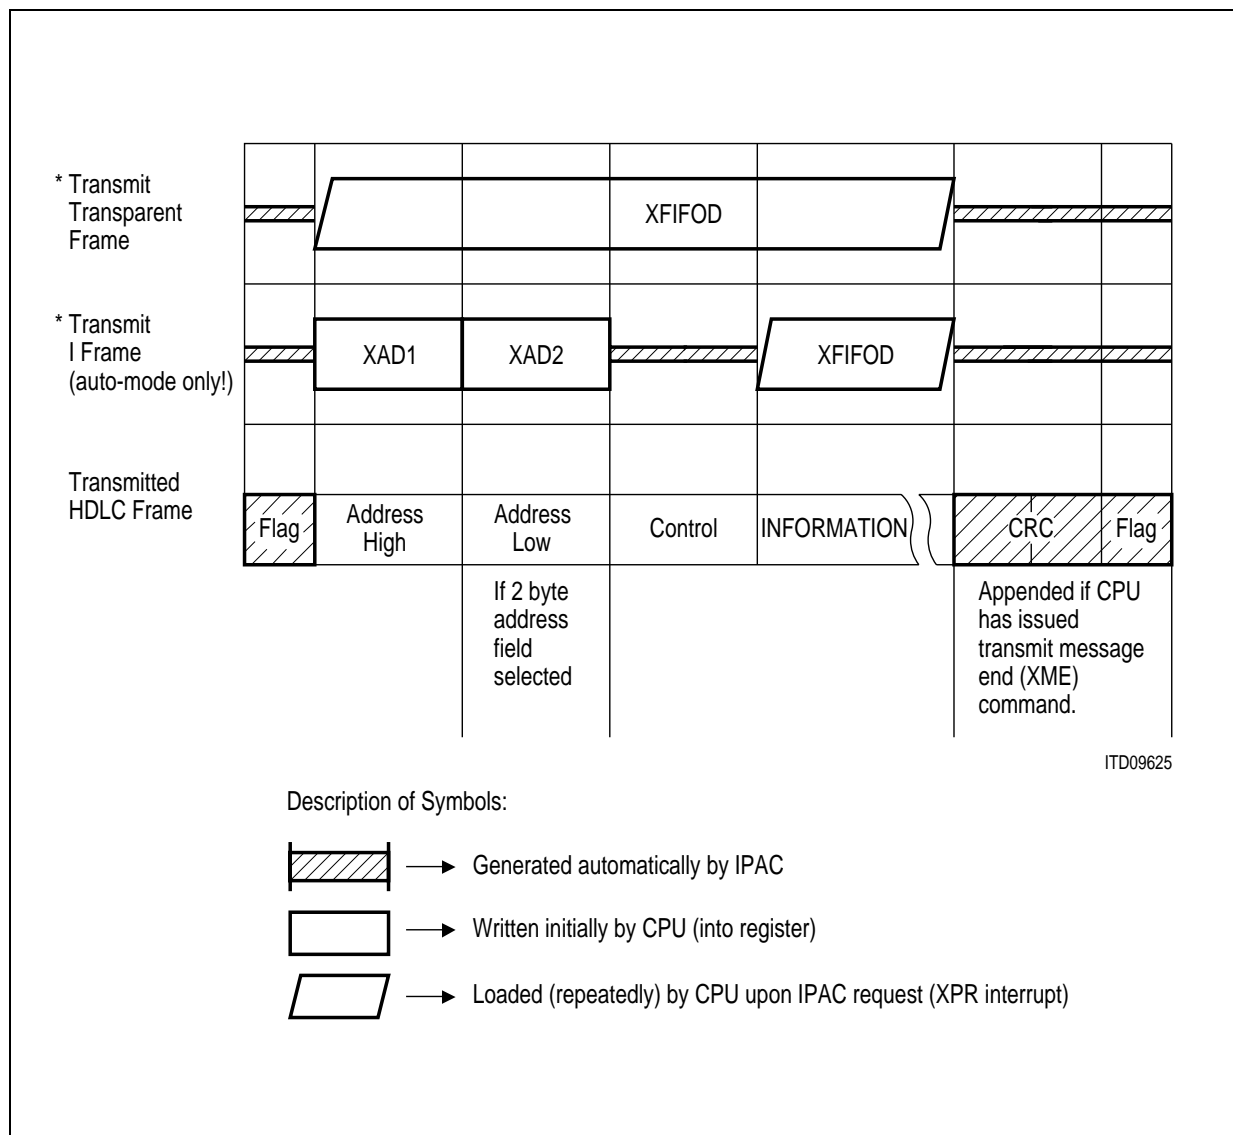 * Transmit
Transparent
Frame
XFIFOD
* Transmit
I Frame
(auto-mode only!)
XAD1
XAD2
XFIFOD
Transmitted
HDLC Frame
Flag
Address
High
Address
Low
Control
INFORMATION
CRC
Flag
If 2 byte
address
field
selected
Appended if CPU
has issued
transmit message
end (XME)
command.
ITD09625
Description of Symbols:
Generated automatically by IPAC
Written initially by CPU (into register)
Loaded (repeatedly) by CPU upon IPAC request (XPR interrupt)